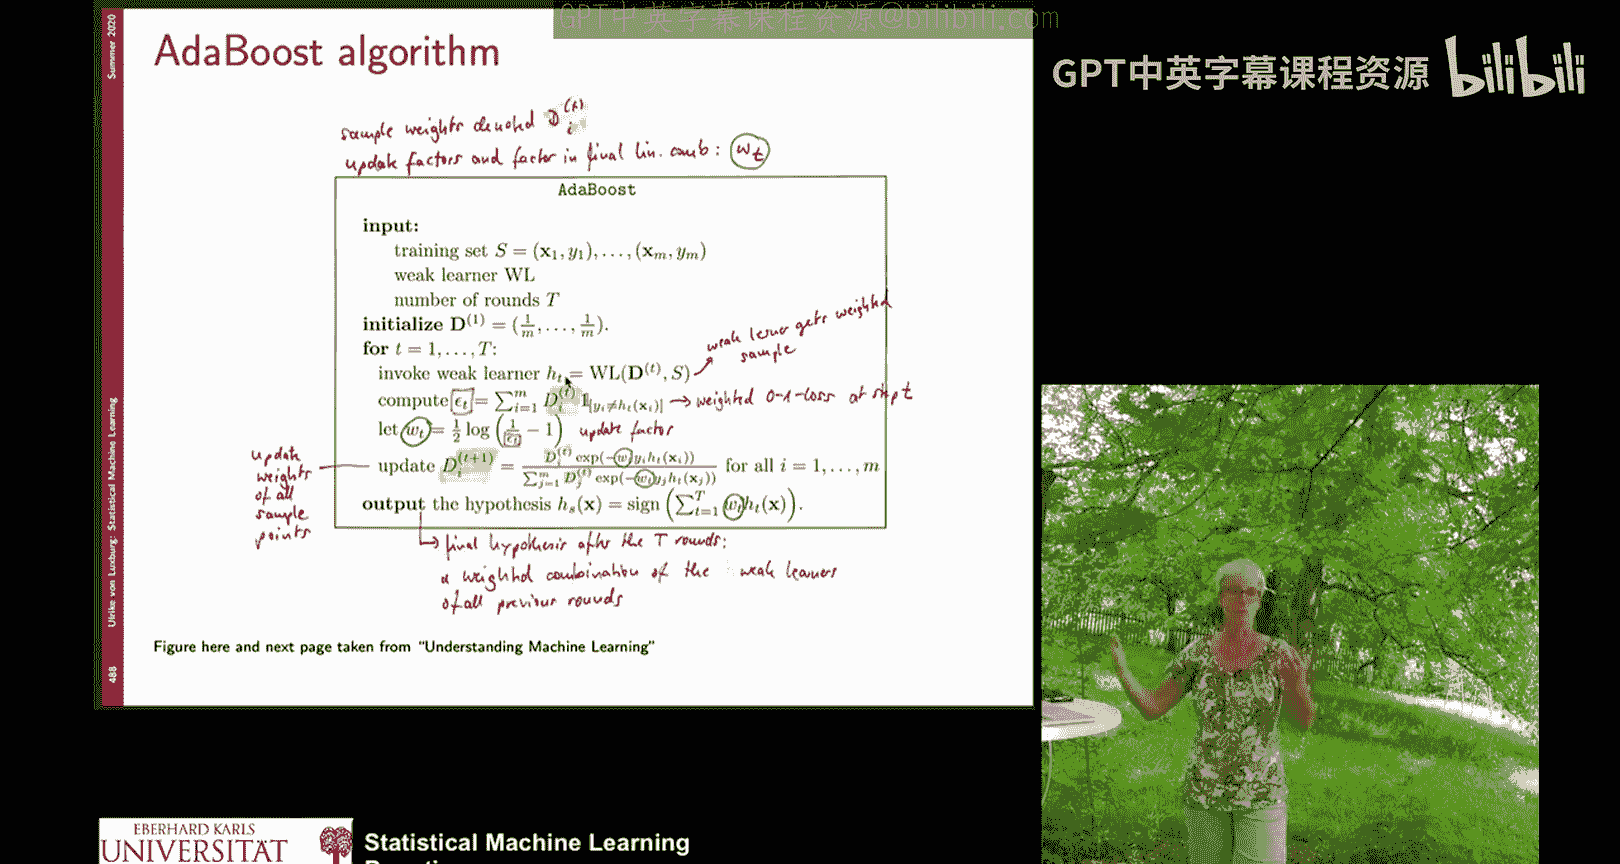 GPT中英字幕课程资源@bilibili.com
GPT中英字幕课程资源 bilibili
Summer 2020
Ulrike von Luxburg: Statistical Machine Learning
488
AdaBoost algorithm
sample weights denoted D_i^(t)
update factors and factor in final lin. comb: w_t
AdaBoost
input:
training set S = (x_1, y_1), . . . , (x_m, y_m)
weak learner WL
number of rounds T
initialize D^(1) = (1/m, . . . , 1/m).
for t = 1, . . . , T:
invoke weak learner h_t = WL(D^(t), S)
weak lerner gets weighted
sample
compute ϵ_t = ∑_{i=1}^m D_i^(t) 𝟙_[y_i≠h_t(x_i)] → weighted 0-1-loss at step t
let w_t = 1/2 log (1/ϵ_t − 1) update factor
update D_i^(t+1) = D_i^(t) exp(−w_t y_i h_t(x_i)) / ∑_{j=1}^m D_j^(t) exp(−w_t y_j h_t(x_j)) for all i = 1, . . . , m
update
weights
of all
sample
points
output the hypothesis h_s(x) = sign (∑_{t=1}^T w_t h_t(x)).
↳ final hypothesis after the T rounds:
a weighted combination of the weak learners
of all previous rounds
Figure here and next page taken from "Understanding Machine Learning"
EBERHARD KARLS
UNIVERSITÄT
Statistical Machine Learning